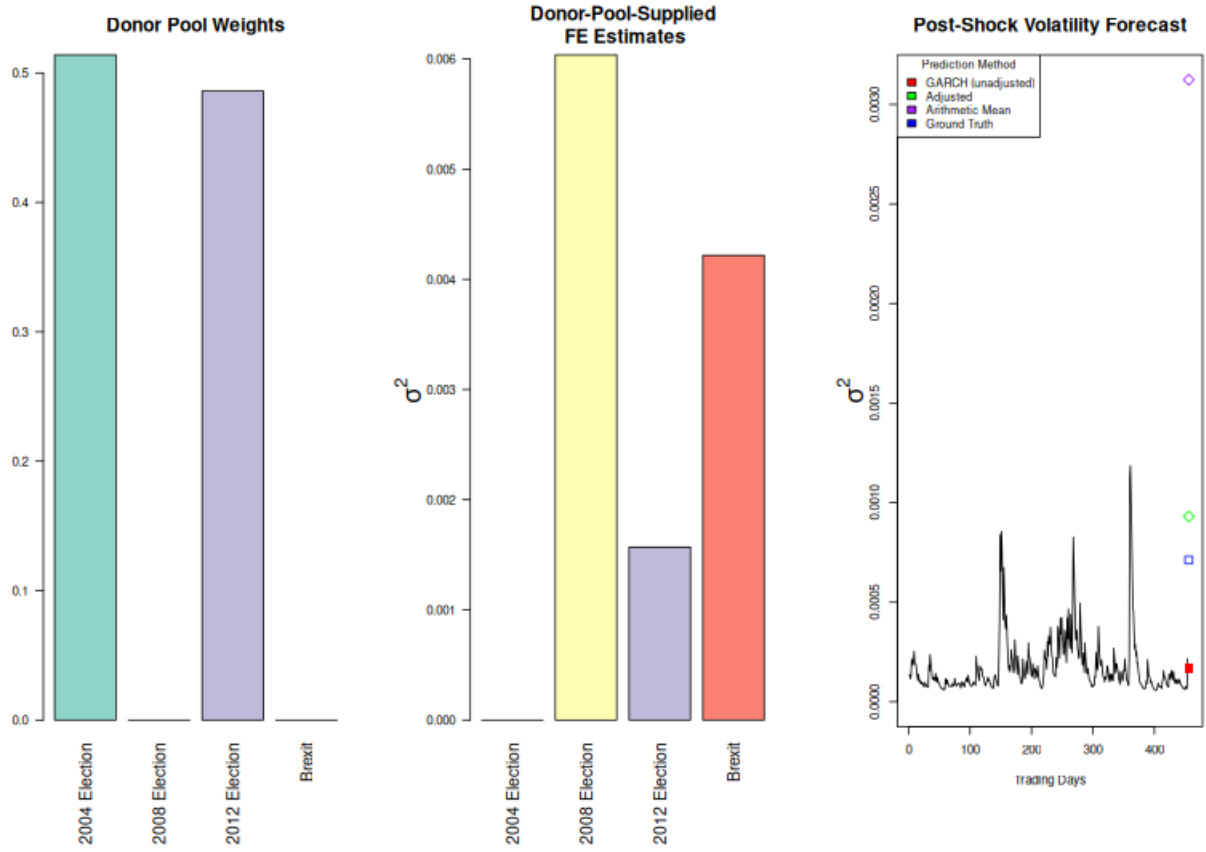 Donor Pool Weights
0.5
0.4
0.3
0.2
0.1
0.0
2004 Election
2008 Election
2012 Election
Brexit
Donor-Pool-Supplied
FE Estimates
σ2
0.006
0.005
0.004
0.003
0.002
0.001
0.000
2004 Election
2008 Election
2012 Election
Brexit
Post-Shock Volatility Forecast
Prediction Method
GARCH (unadjusted)
Adjusted
Arithmetic Mean
Ground Truth
σ2
0.0030
0.0025
0.0020
0.0015
0.0010
0.0005
0.0000
0 100 200 300 400
Trading Days